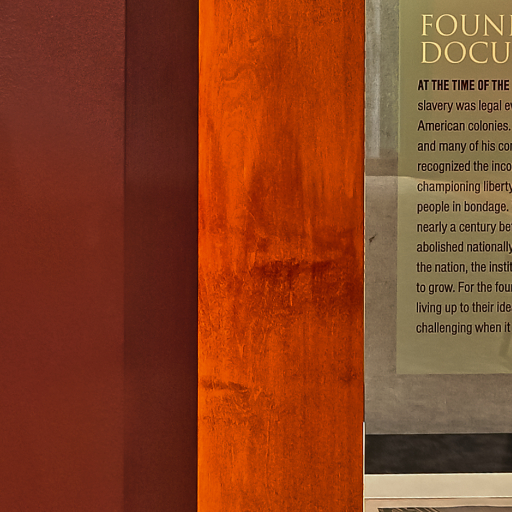 FOUN
DOCU
AT THE TIME OF THE
slavery was legal e
American colonies.
and many of his co
recognized the inco
championing liberty
people in bondage.
nearly a century be
abolished nationally
the nation, the insti
to grow. For the fou
living up to their ide
challenging when it